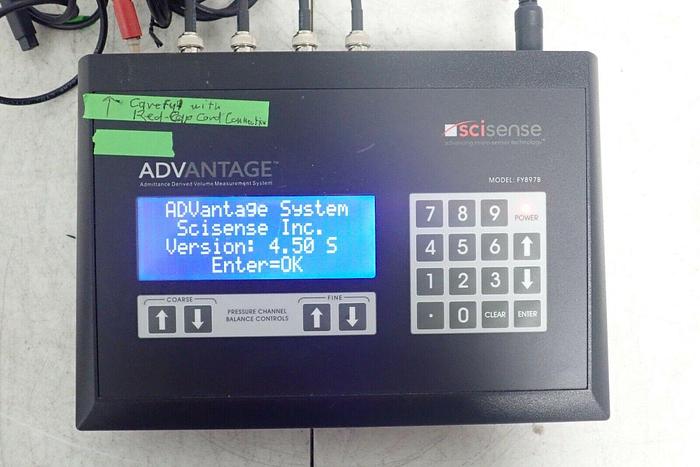 ↑ Careful with
Red-Cap Cord Connection
scisense
advancing micro-sensor technology™
ADVANTAGE™
Admittance Derived Volume Measurement System
MODEL: FY897B
ADVantage System
Scisense Inc.
Version: 4.50 S
Enter=OK
7 8 9 POWER
4 5 6 ↑
1 2 3 ↓
. 0 CLEAR ENTER
COARSE
↑ ↓
PRESSURE CHANNEL
BALANCE CONTROLS
FINE
↑ ↓